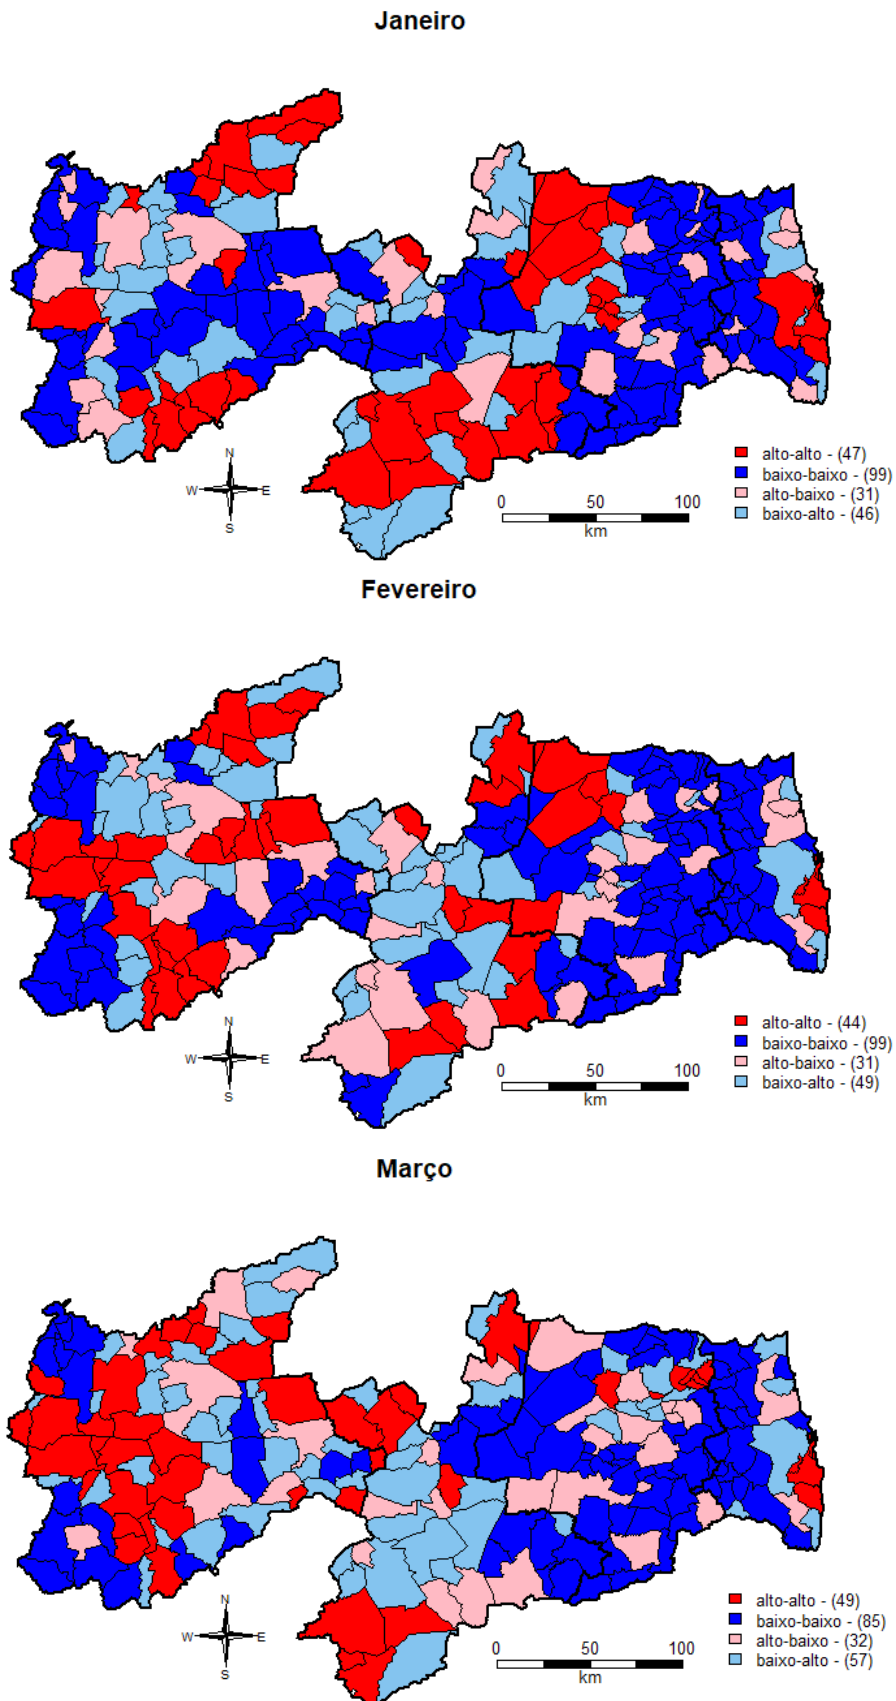 Janeiro
N
W E
S
alto-alto - (47)
baixo-baixo - (99)
alto-baixo - (31)
baixo-alto - (46)
0 50 100
km
Fevereiro
N
W E
S
alto-alto - (44)
baixo-baixo - (99)
alto-baixo - (31)
baixo-alto - (49)
0 50 100
km
Março
N
W E
S
alto-alto - (49)
baixo-baixo - (85)
alto-baixo - (32)
baixo-alto - (57)
0 50 100
km